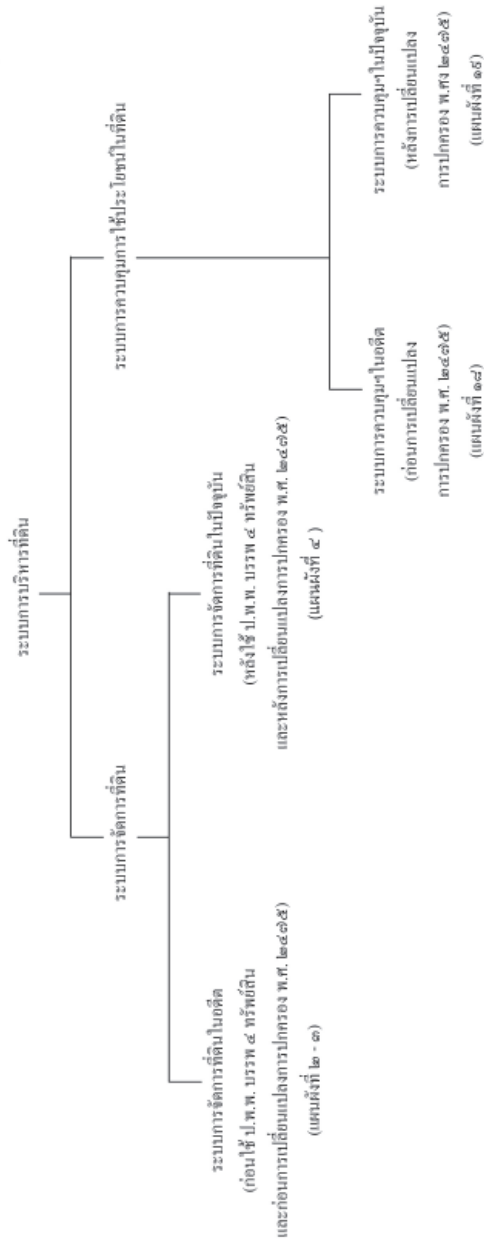 ระบบการบริหารที่ดิน
ระบบการจัดการที่ดิน
ระบบการควบคุมการใช้ประโยชน์ในที่ดิน
ระบบการจัดการที่ดินในอดีต
(ก่อนใช้ ป.พ.พ. บรรพ ๔ ทรัพย์สิน
และก่อนการเปลี่ยนแปลงการปกครอง พ.ศ. ๒๔๗๕)
(แผนผังที่ ๒ - ๓)
ระบบการจัดการที่ดินในปัจจุบัน
(หลังใช้ ป.พ.พ. บรรพ ๔ ทรัพย์สิน
และหลังการเปลี่ยนแปลงการปกครอง พ.ศ. ๒๔๗๕)
(แผนผังที่ ๔ )
ระบบการควบคุมฯในอดีต
(ก่อนการเปลี่ยนแปลง
การปกครอง พ.ศ. ๒๔๗๕)
(แผนผังที่ ๑๘)
ระบบการควบคุมฯในปัจจุบัน
(หลังการเปลี่ยนแปลง
การปกครอง พ.ศง ๒๔๗๕)
(แผนผังที่ ๑๙)